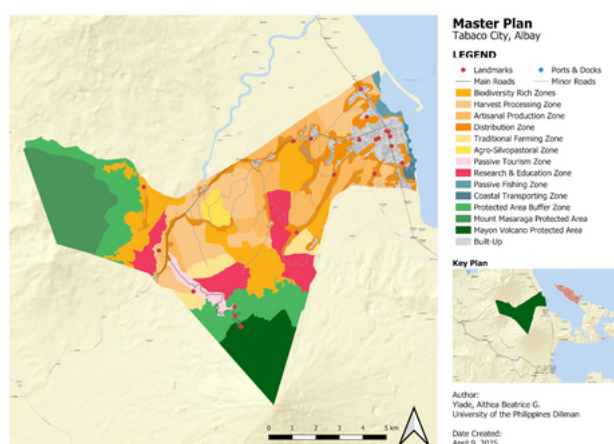 Master Plan
Tabaco City, Albay
LEGEND
Landmarks
Ports & Docks
Main Roads
Minor Roads
Biodiversity Rich Zones
Harvest Processing Zone
Artisanal Production Zone
Distribution Zone
Traditional Farming Zone
Agro-Silvopastoral Zone
Passive Tourism Zone
Research & Education Zone
Passive Fishing Zone
Coastal Transporting Zone
Protected Area Buffer Zone
Mount Masaraga Protected Area
Mayon Volcano Protected Area
Built-Up
Key Plan
Author:
Ylade, Althea Beatrice G.
University of the Philippines Diliman
Date Created:
April 9, 2025
0 1 2 3 4 5 km